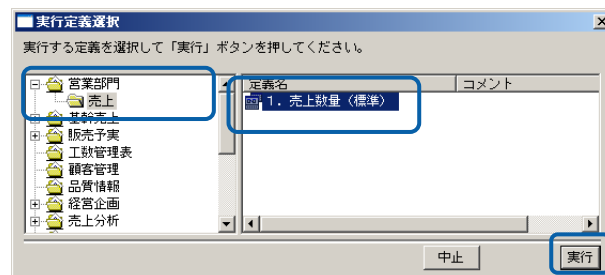 実行定義選択
実行する定義を選択して「実行」ボタンを押してください。
営業部門
売上
基幹売上
販売予実
工数管理表
顧客管理
品質情報
経営企画
売上分析
定義名 コメント
1. 売上数量（標準）
中止 実行